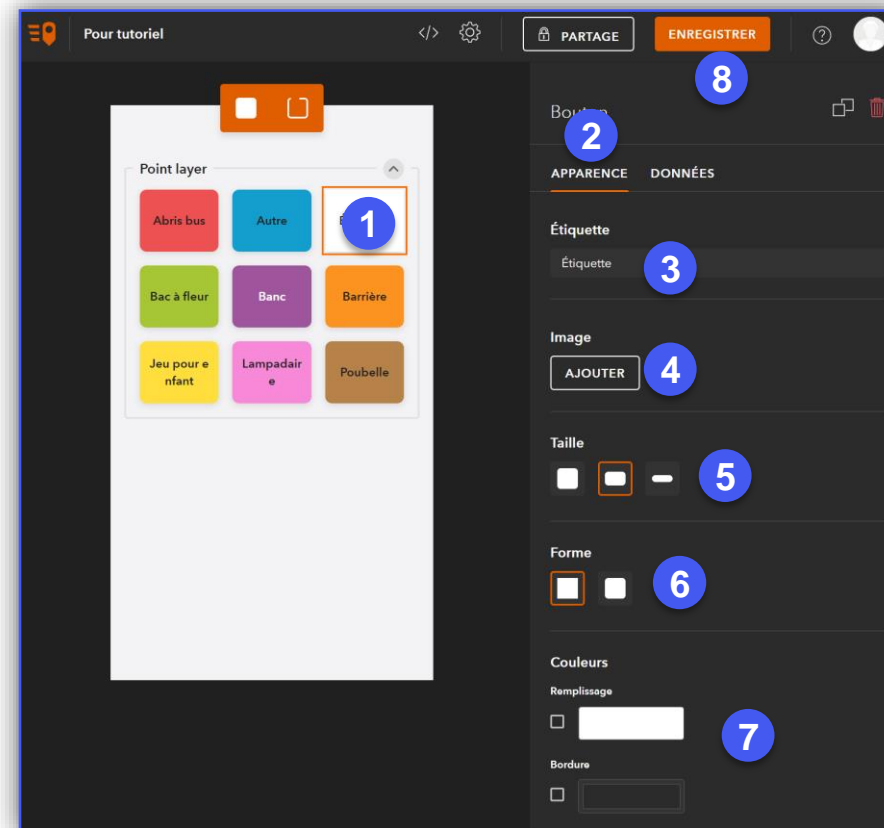 Pour tutoriel
</>
PARTAGE
ENREGISTRER
?
8
Bouton
2
APPARENCE DONNÉES
Point layer
Abris bus
Autre
1
Étiquette
Étiquette
3
Bac à fleur
Banc
Barrière
Image
AJOUTER
4
Jeu pour e
nfant
Lampadair
e
Poubelle
Taille
5
Forme
6
Couleurs
Remplissage
7
Bordure